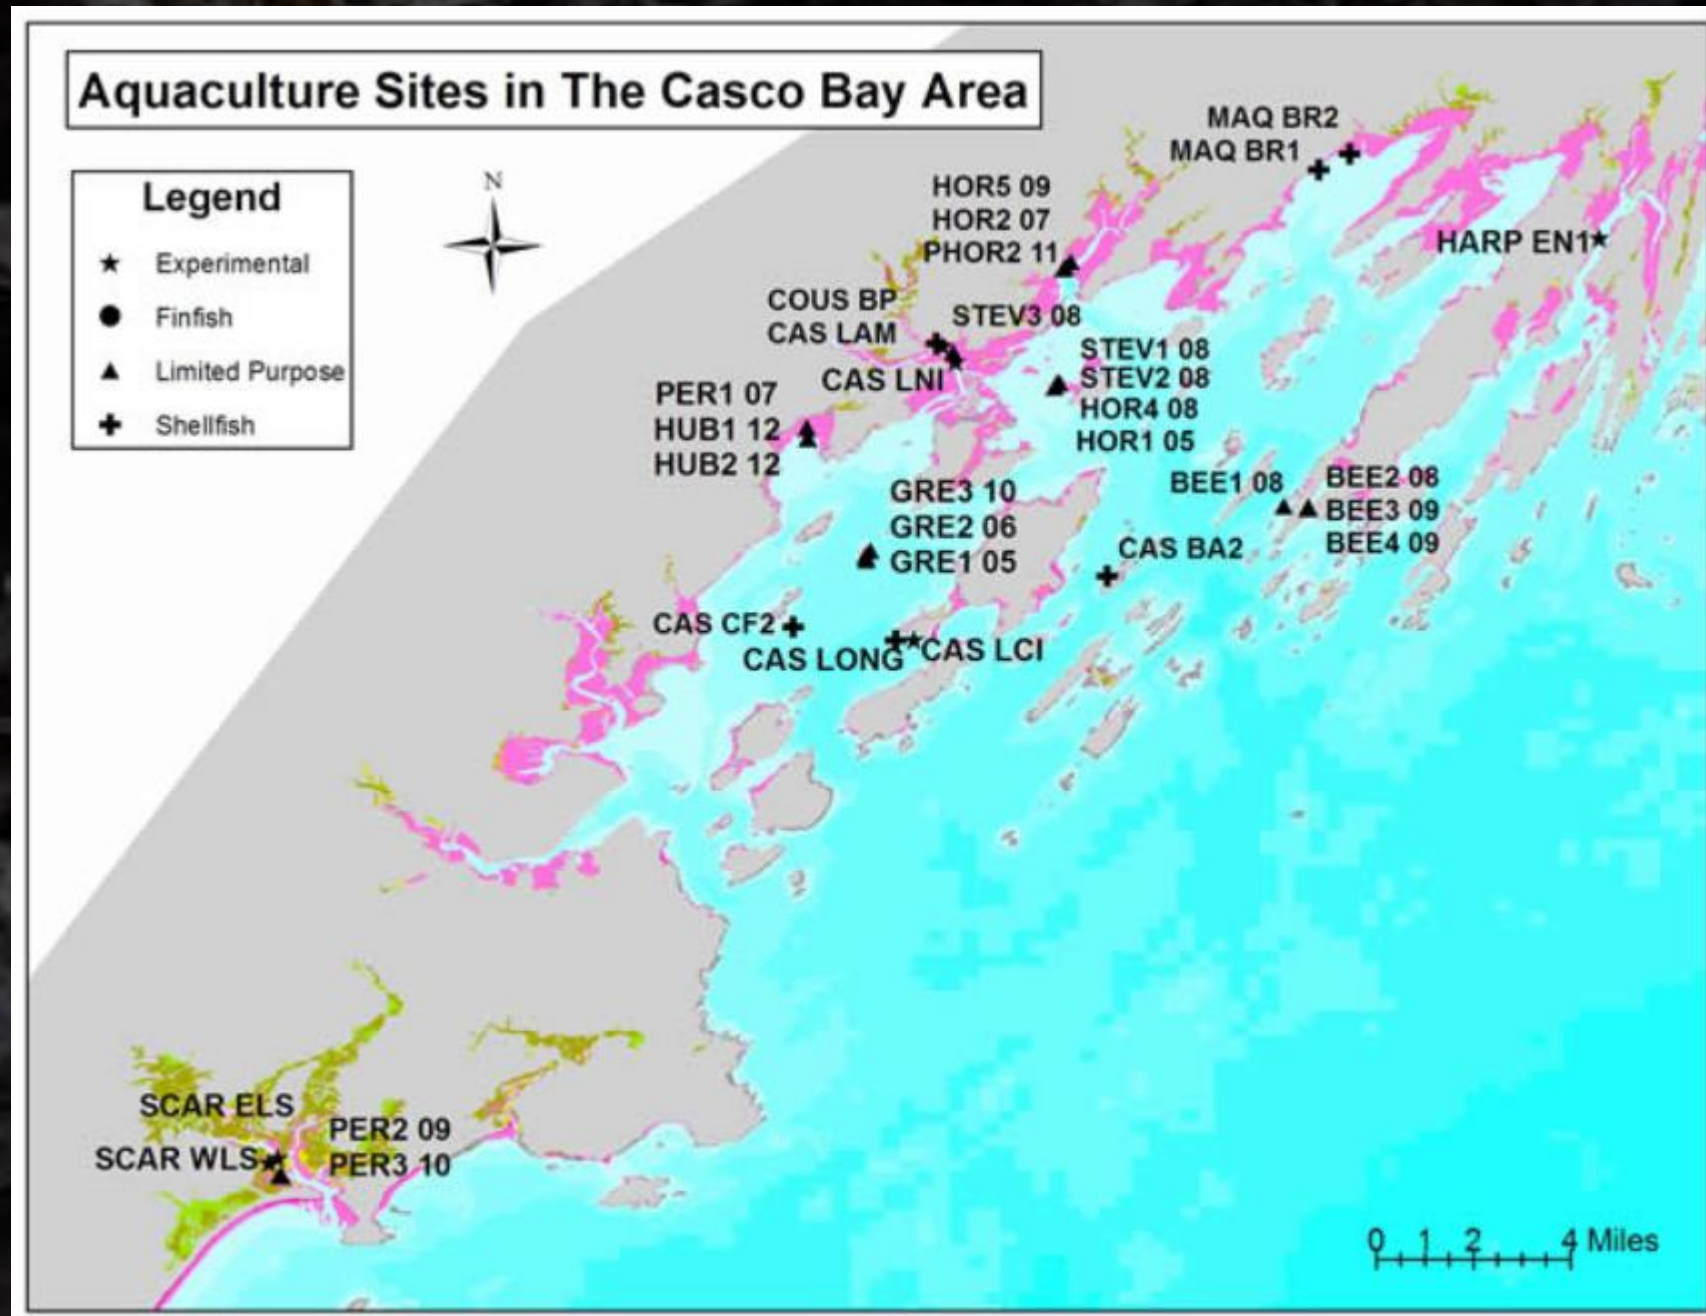 Aquaculture Sites in The Casco Bay Area
Legend
Experimental
Finfish
Limited Purpose
Shellfish
N
MAQ BR2
MAQ BR1
HOR5 09
HOR2 07
PHOR2 11
HARP EN1
COUS BP
CAS LAM
STEV3 08
CAS LNI
STEV1 08
STEV2 08
HOR4 08
HOR1 05
PER1 07
HUB1 12
HUB2 12
GRE3 10
GRE2 06
GRE1 05
BEE1 08
BEE2 08
BEE3 09
BEE4 09
CAS BA2
CAS CF2
CAS LONG
CAS LCI
SCAR ELS
SCAR WLS
PER2 09
PER3 10
0 1 2 4 Miles